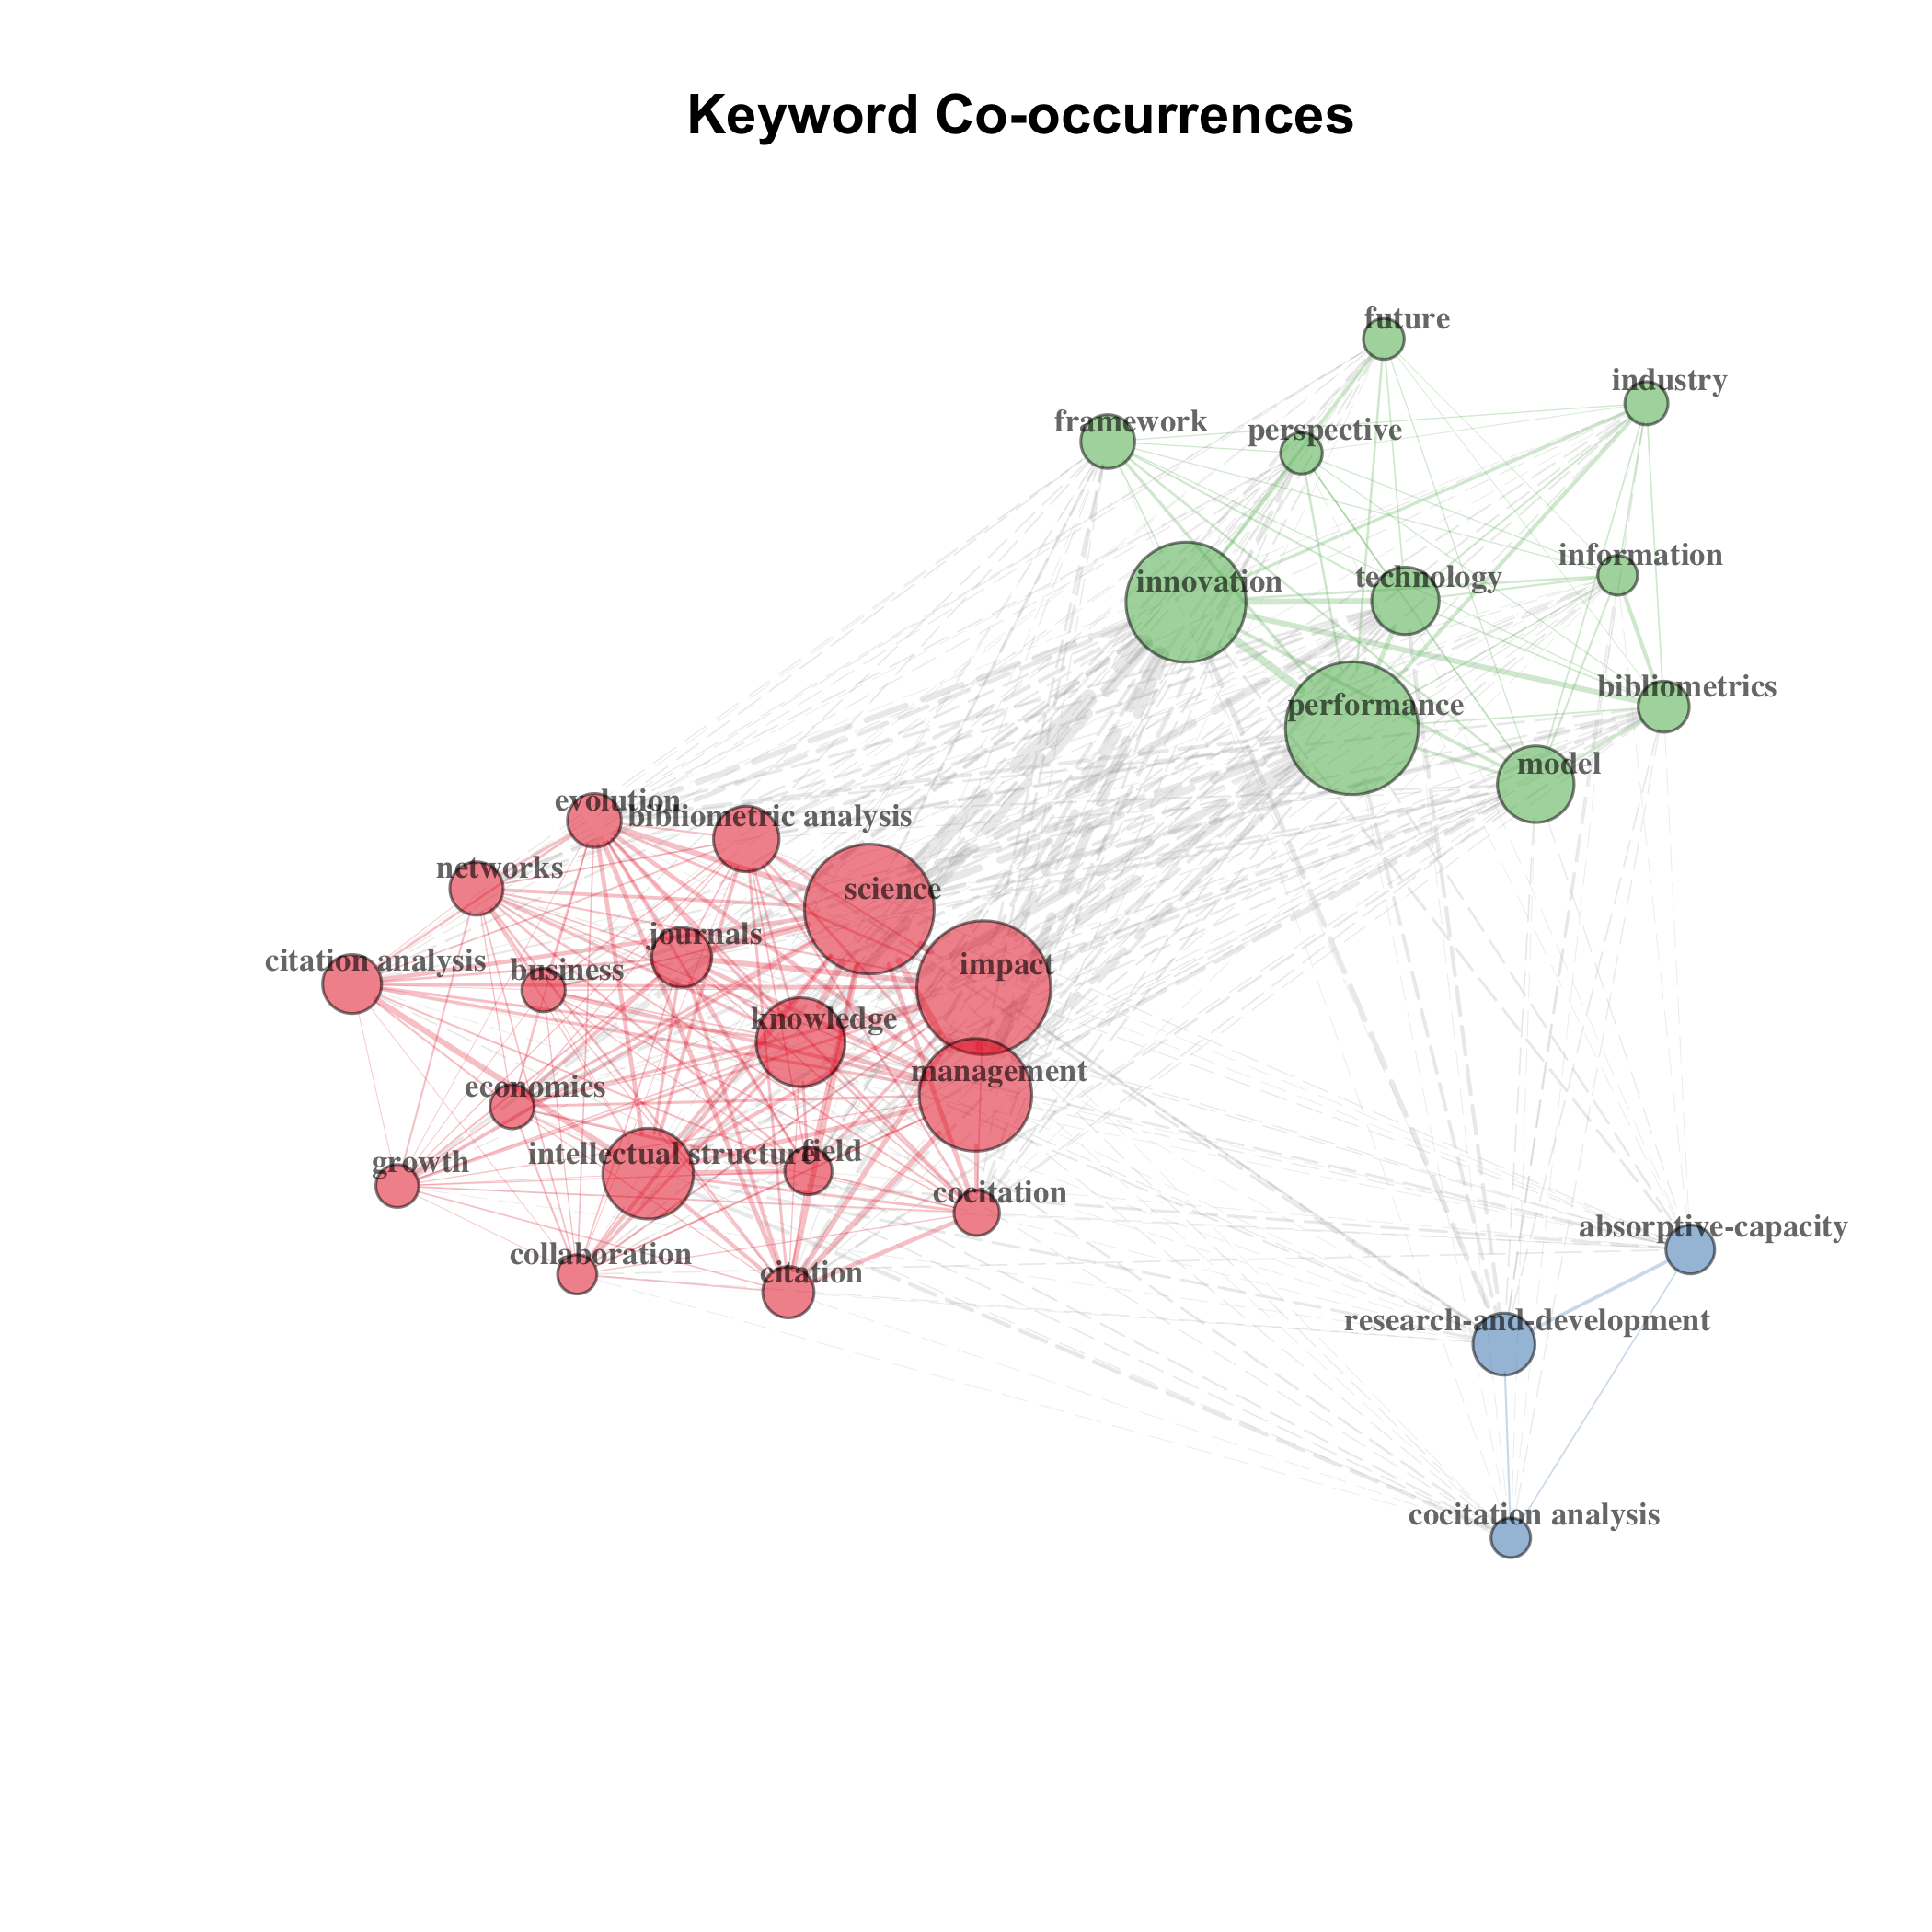 Keyword Co-occurrences
future
industry
framework
perspective
information
innovation
technology
bibliometrics
performance
model
evolution
bibliometric analysis
networks
science
journals
citation analysis
business
impact
knowledge
management
economics
intellectual structure
field
growth
cocitation
collaboration
citation
absorptive-capacity
research-and-development
cocitation analysis